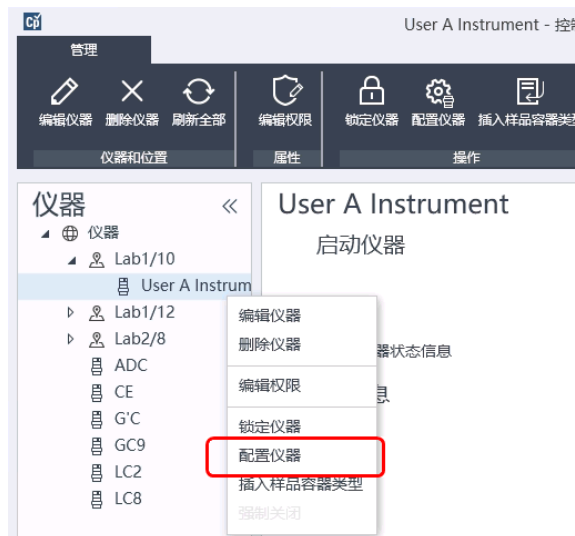 User A Instrument - 控制
管理
编辑仪器 删除仪器 刷新全部 编辑权限 锁定仪器 配置仪器 插入样品容器类型
仪器和位置 属性 操作
仪器
User A Instrument
仪器
启动仪器
Lab1/10
User A Instrum
Lab1/12
Lab2/8
ADC
CE
G'C
GC9
LC2
LC8
编辑仪器
删除仪器
器状态信息
编辑权限
息
锁定仪器
配置仪器
插入样品容器类型
强制关闭